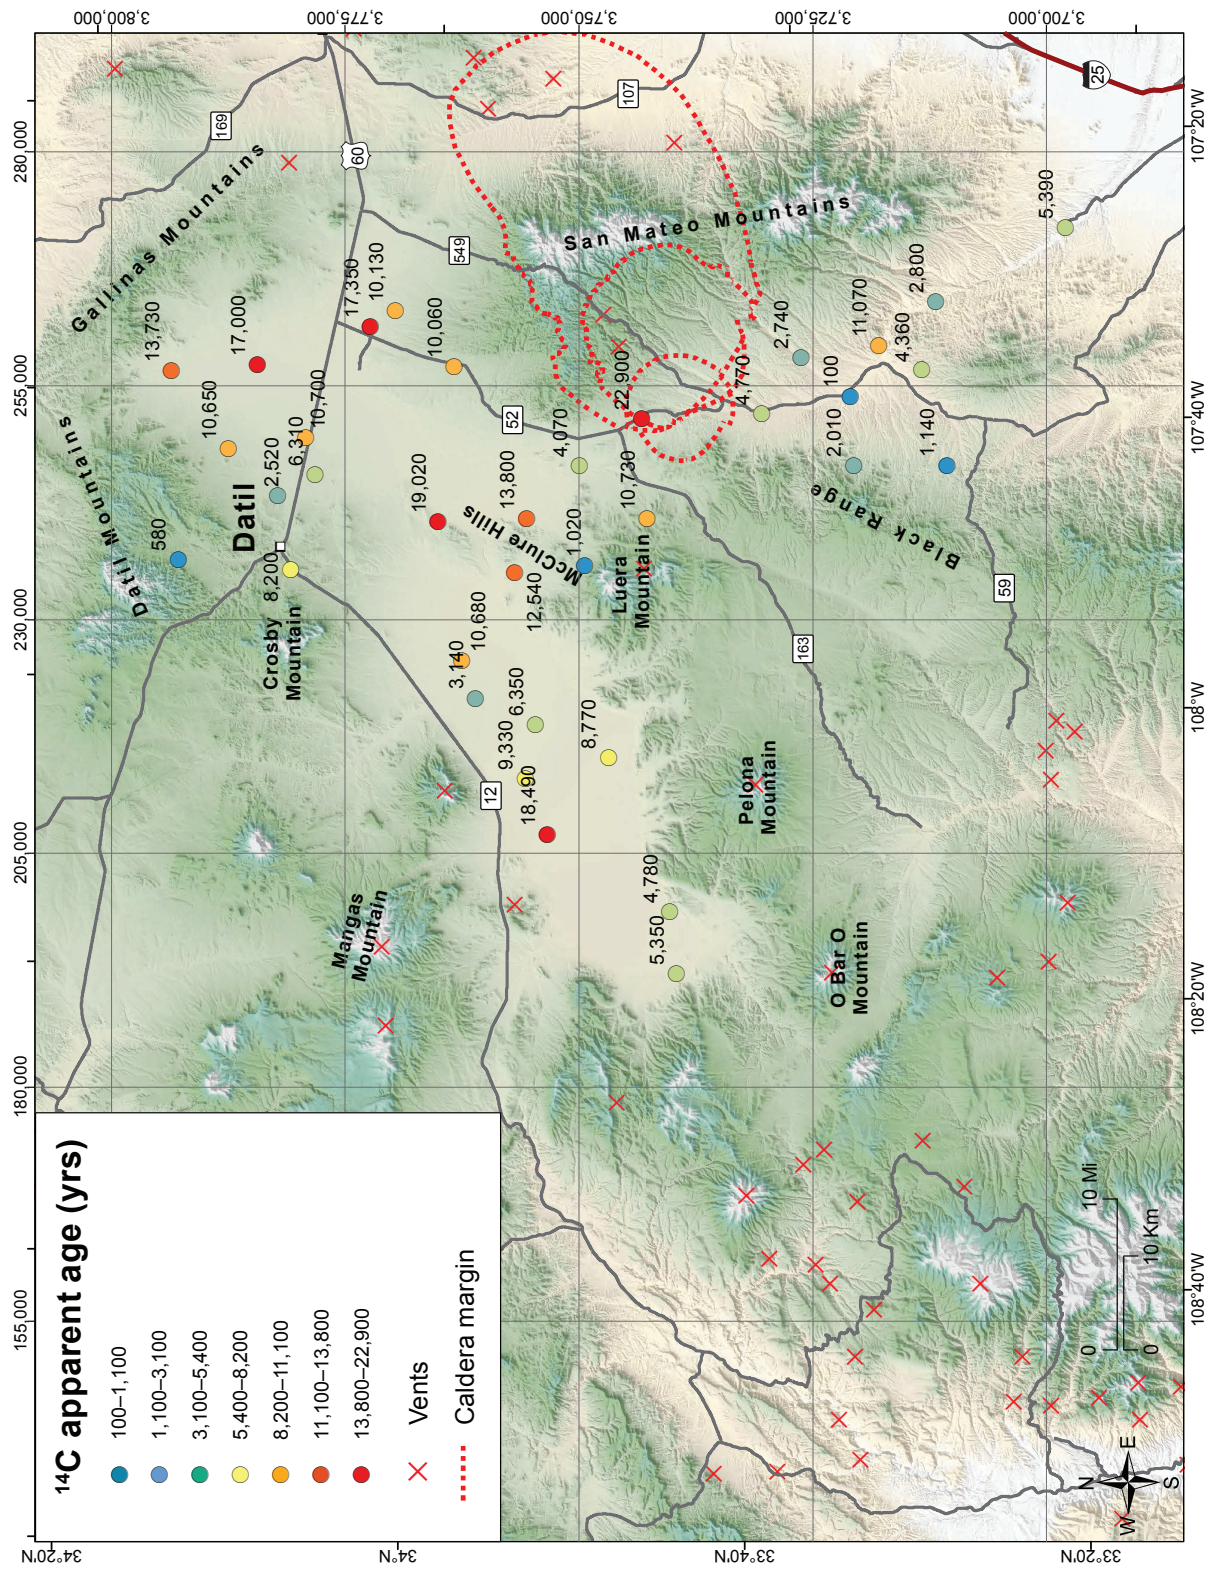 ¹⁴C apparent age (yrs)
100–1,100
1,100–3,100
3,100–5,400
5,400–8,200
8,200–11,100
11,100–13,800
13,800–22,900
Vents
Caldera margin
155,000
180,000
205,000
230,000
255,000
280,000
3,800,000
3,775,000
3,750,000
3,720,000
3,700,000
34°20'N
34°N
33°40'N
33°20'N
108°40'W
108°20'W
108°W
107°40'W
107°20'W
Datil Mountains
Gallinas Mountains
Datil
Crosby
Mountain
Mangas
Mountain
McClure Hills
Luera
Mountain
San Mateo Mountains
Black Range
Pelona
Mountain
O Bar O
Mountain
580
13,730
17,000
10,650
2,520
6,310
10,700
8,200
17,350
10,130
10,060
19,020
13,800
12,540
4,070
1,020
10,730
22,900
10,680
3,140
6,350
9,330
18,490
8,770
4,780
5,350
4,770
2,740
100
2,010
1,140
11,070
4,360
2,800
5,390
169
60
107
549
52
12
163
59
25
0
10 Mi
0
10 Km
N
E
S
W